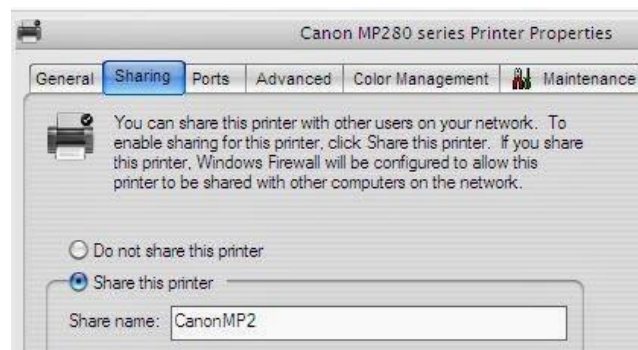 Canon MP280 series Printer Properties
General Sharing Ports Advanced Color Management Maintenance
You can share this printer with other users on your network. To
enable sharing for this printer, click Share this printer. If you share
this printer, Windows Firewall will be configured to allow this
printer to be shared with other computers on the network.
Do not share this printer
Share this printer
Share name: CanonMP2